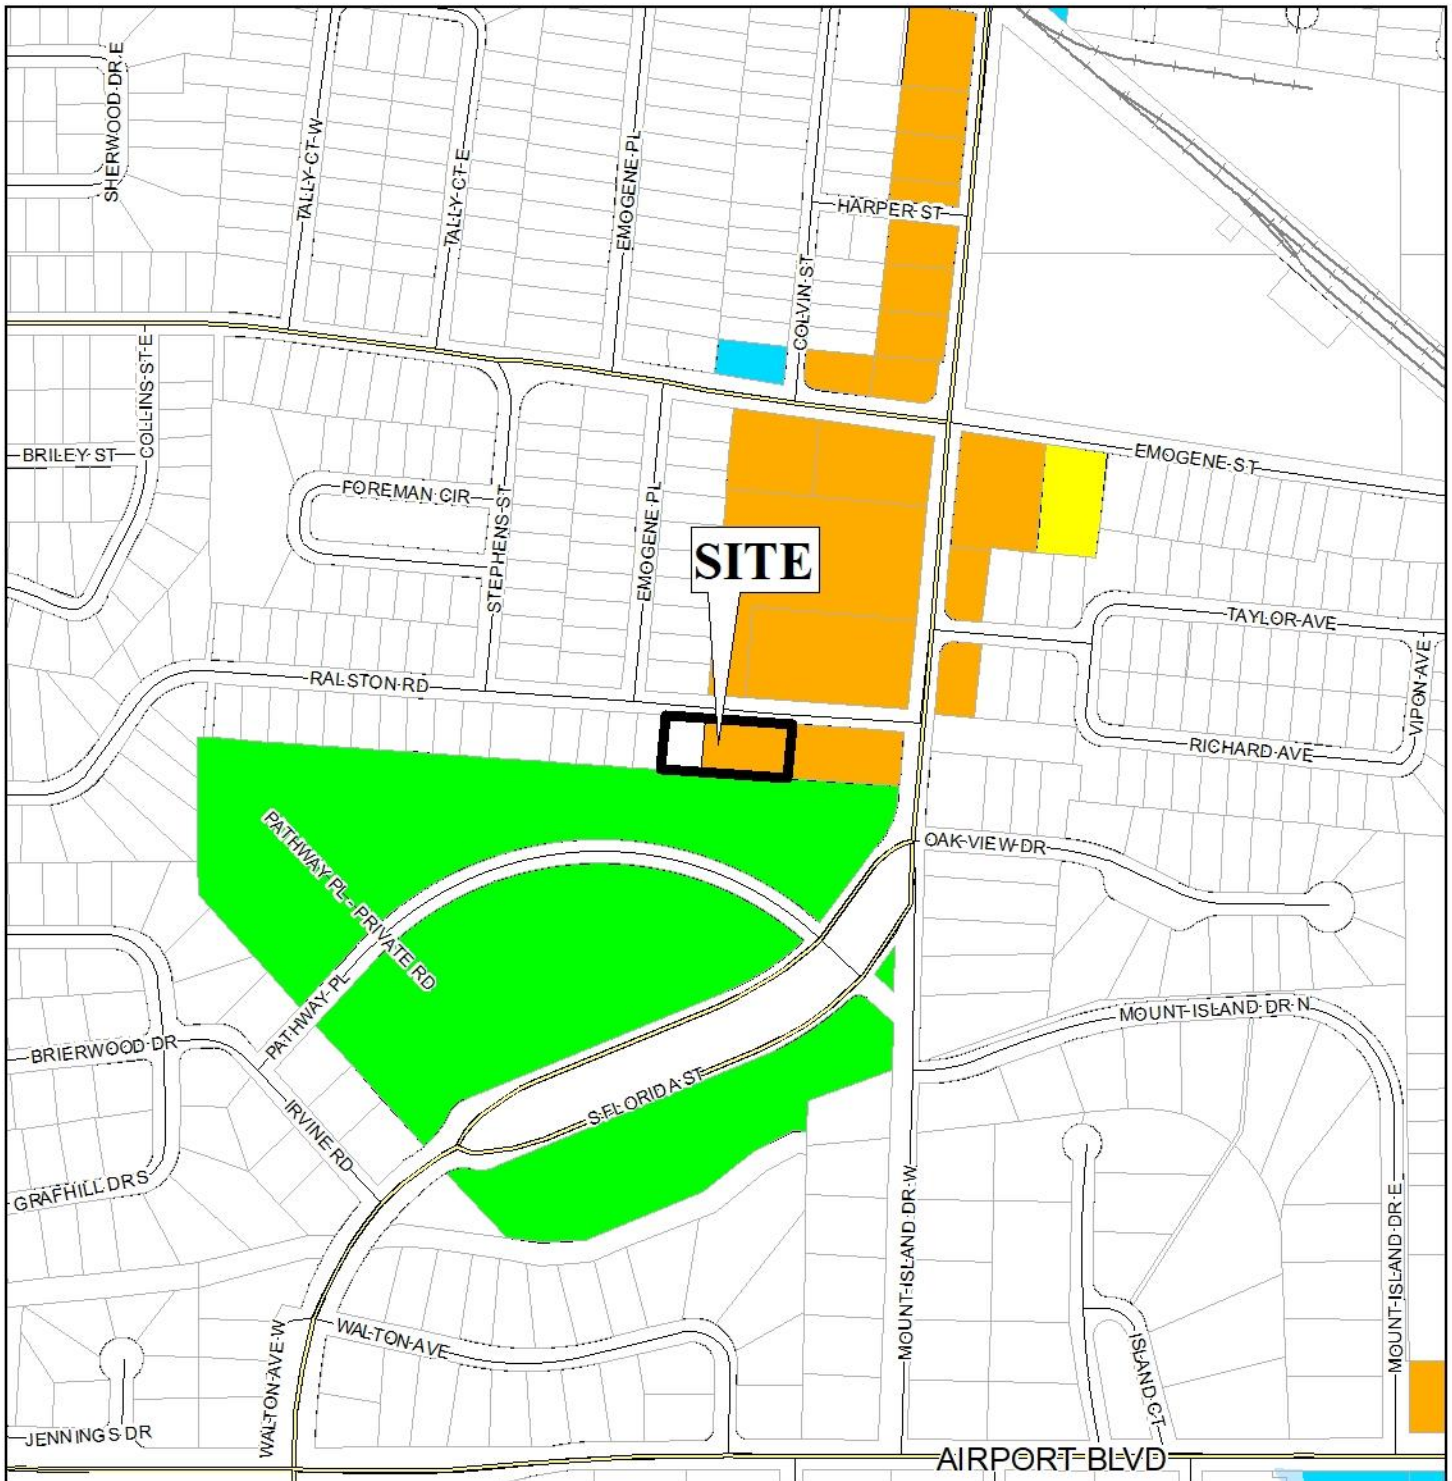 SHERWOOD DR E
TALLY CT W
TALLY CT E
EMOGENE PL
HARPER ST
COLVIN ST
COLLINS ST E
BRILEY ST
FOREMAN CIR
STEPHENS ST
EMOGENE PL
EMOGENE ST
SITE
TAYLOR AVE
VIPON AVE
RALSTON RD
RICHARD AVE
PATHWAY PL - PRIVATE RD
OAK VIEW DR
PATHWAY PL
MOUNT ISLAND DR N
BRIERWOOD DR
IRVINE RD
S FLORIDA ST
GRAFHILL DR S
MOUNT ISLAND DR W
MOUNT ISLAND DR E
WALTON AVE W
WALTON AVE
ISLAND CT
JENNINGS DR
AIRPORT BLVD